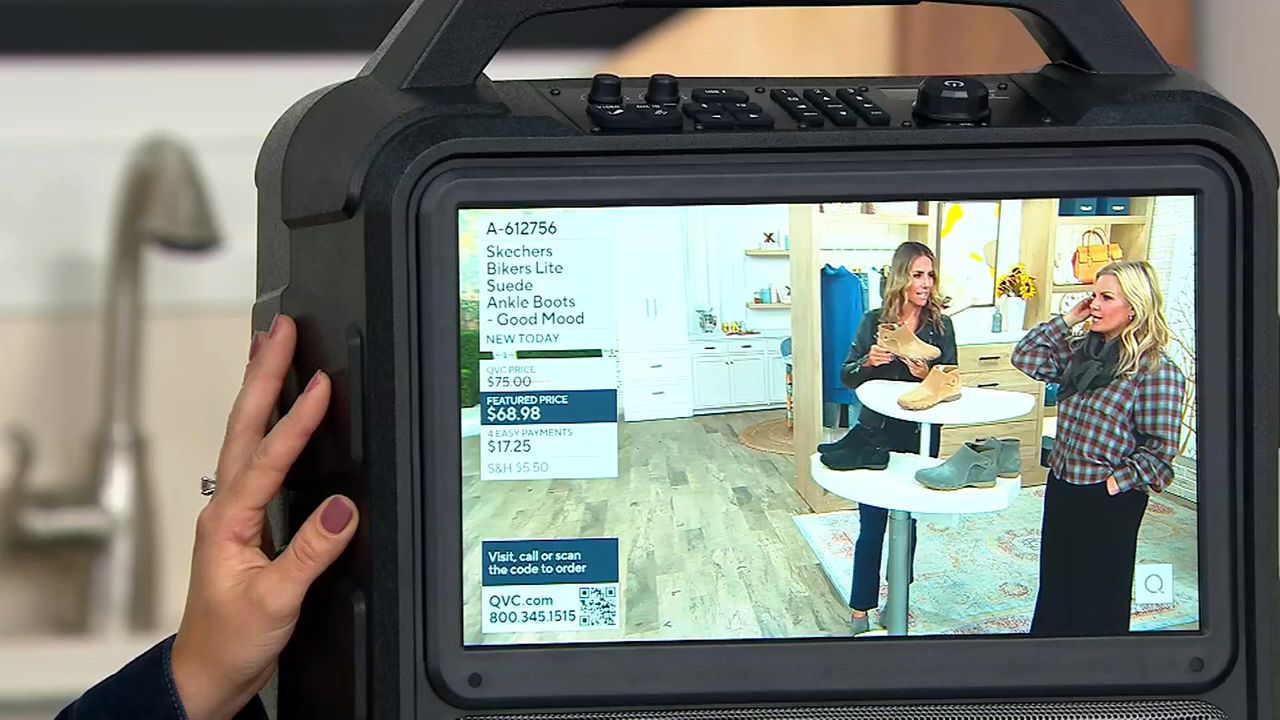 A-612756
Skechers
Bikers Lite
Suede
Ankle Boots
- Good Mood
NEW TODAY
QVC PRICE
$75.00
FEATURED PRICE
$68.98
4 EASY PAYMENTS
$17.25
S&H $5.50
Visit, call or scan
the code to order
QVC.com
800.345.1515
Q